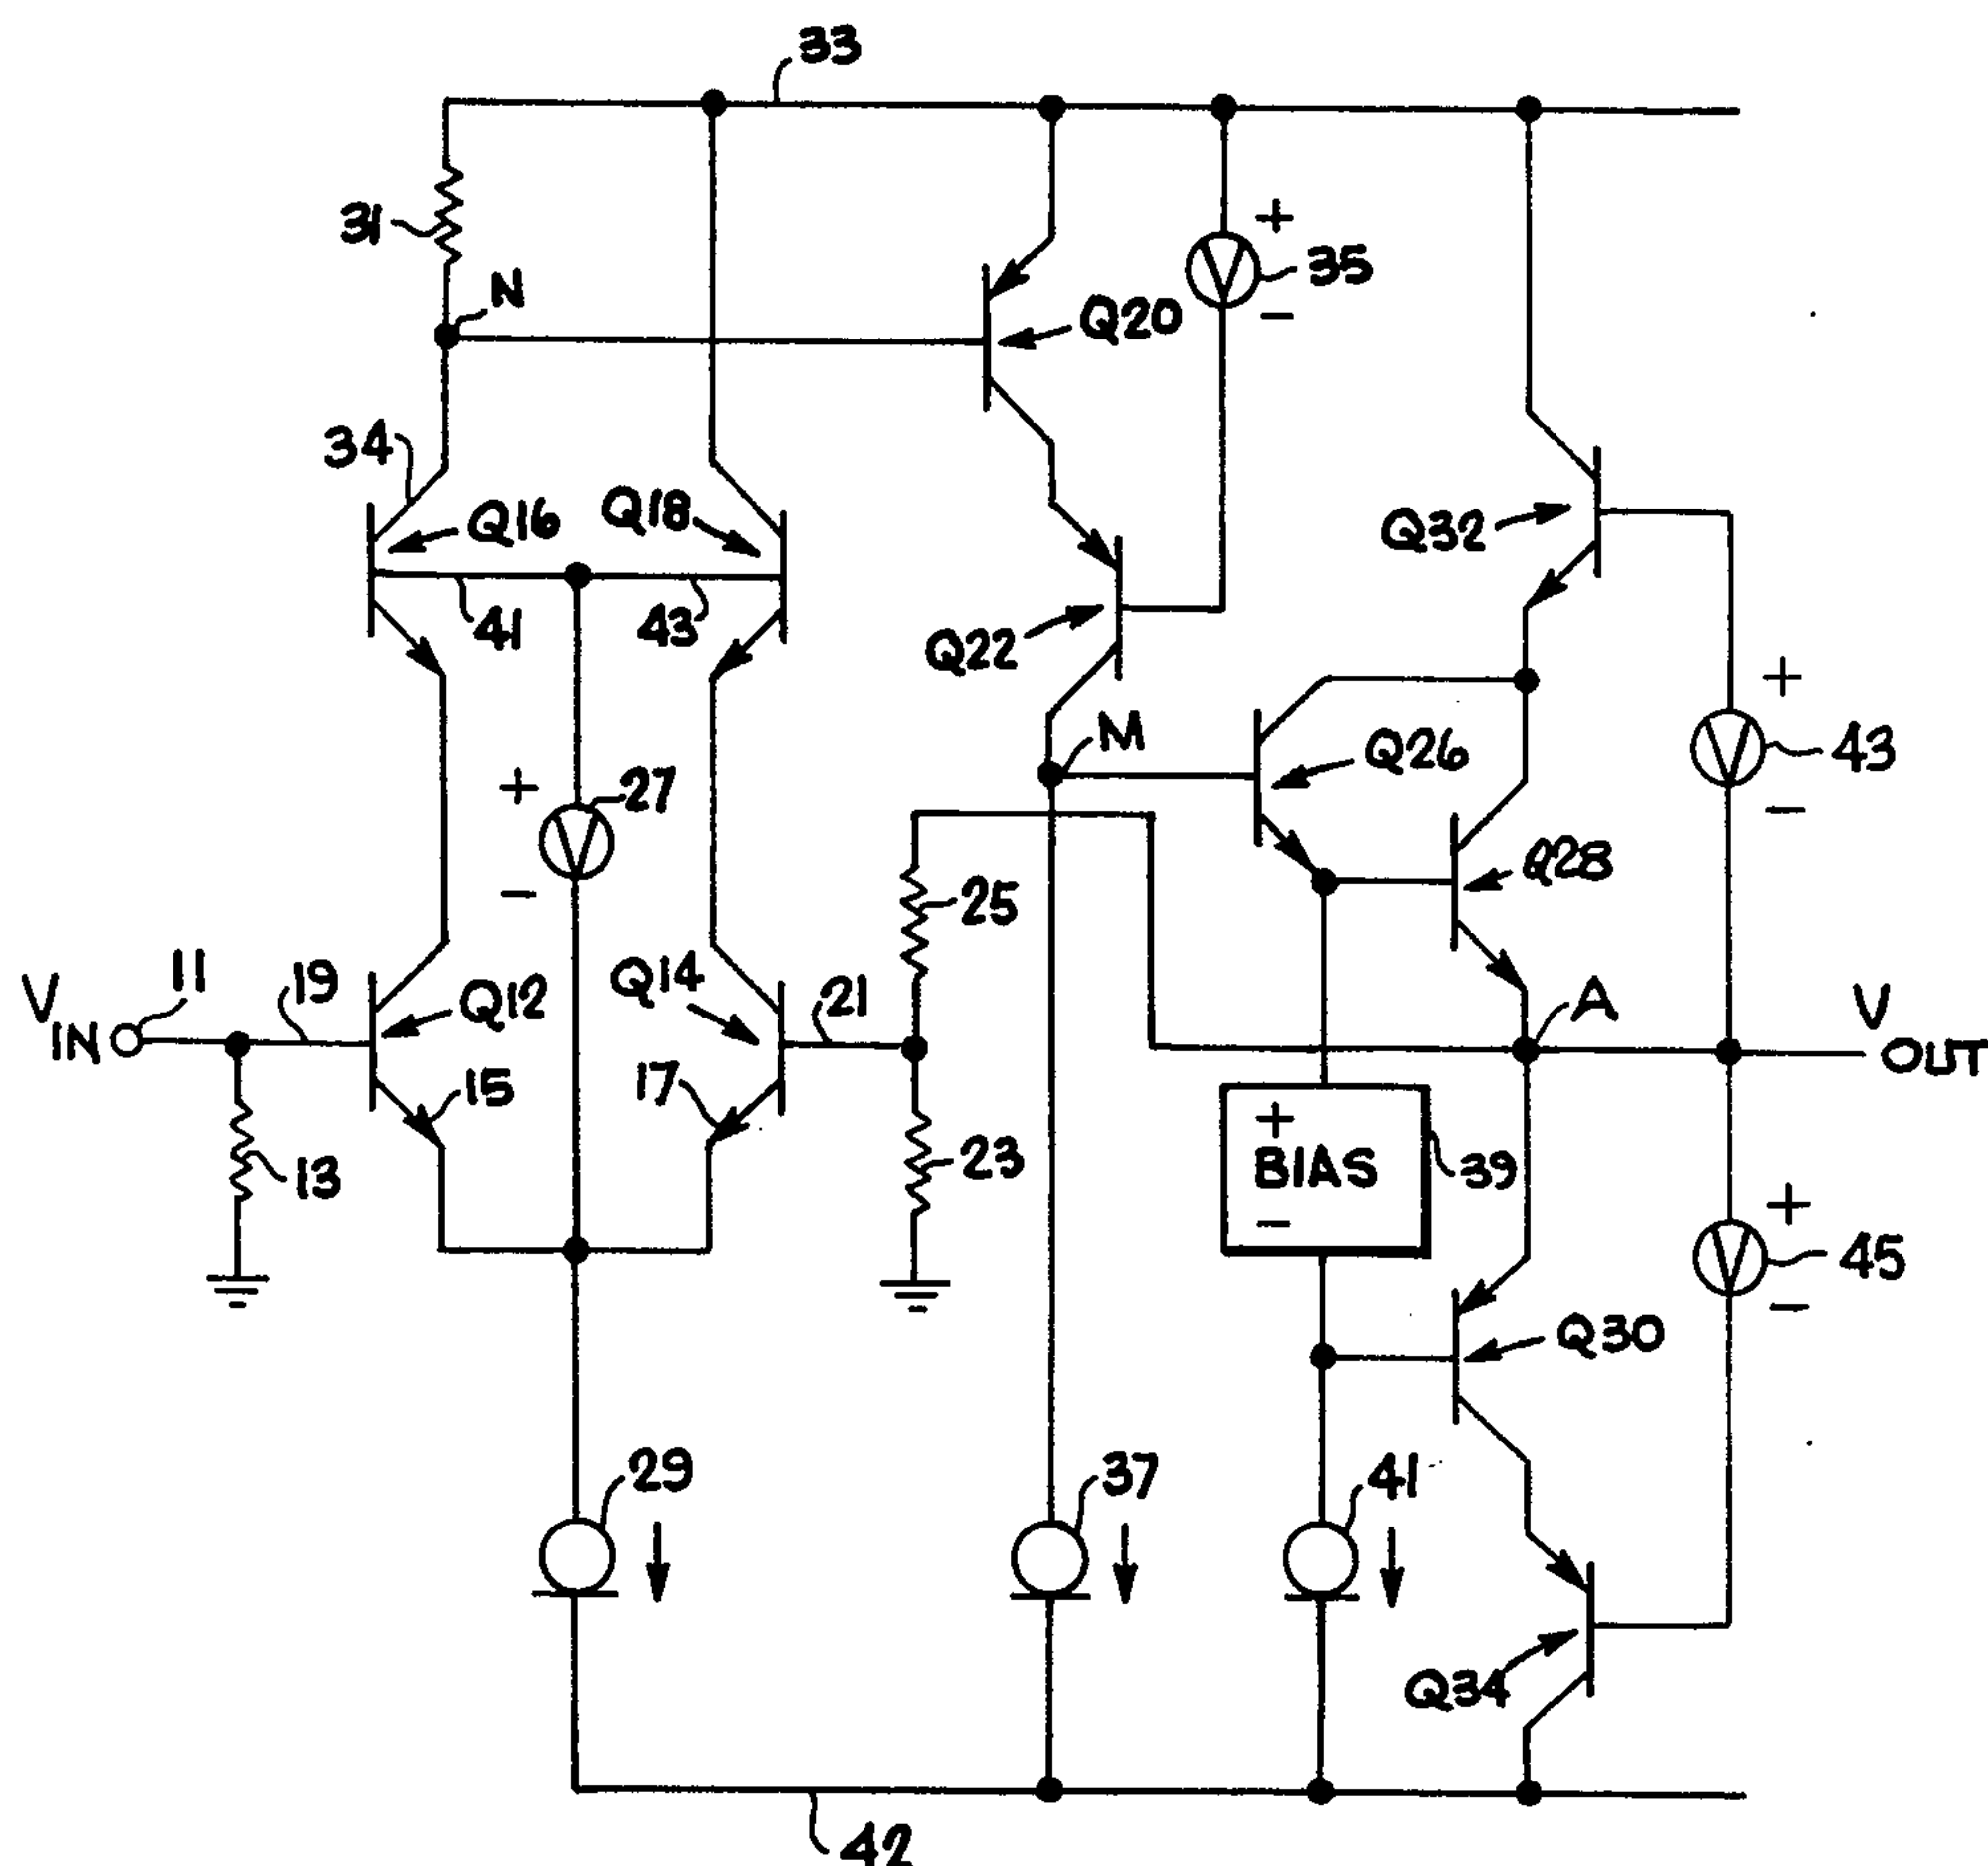 33
31
N
+
35
−
Q20
34
Q16
Q18
Q32
41
43
Q22
+
M
Q26
43
+
27
−
−
25
Q28
11
19
Q12
Q14
21
A
V
IN
V
OUT
15
17
+
BIAS
−
39
13
23
+
45
−
Q30
29
37
41
Q34
42